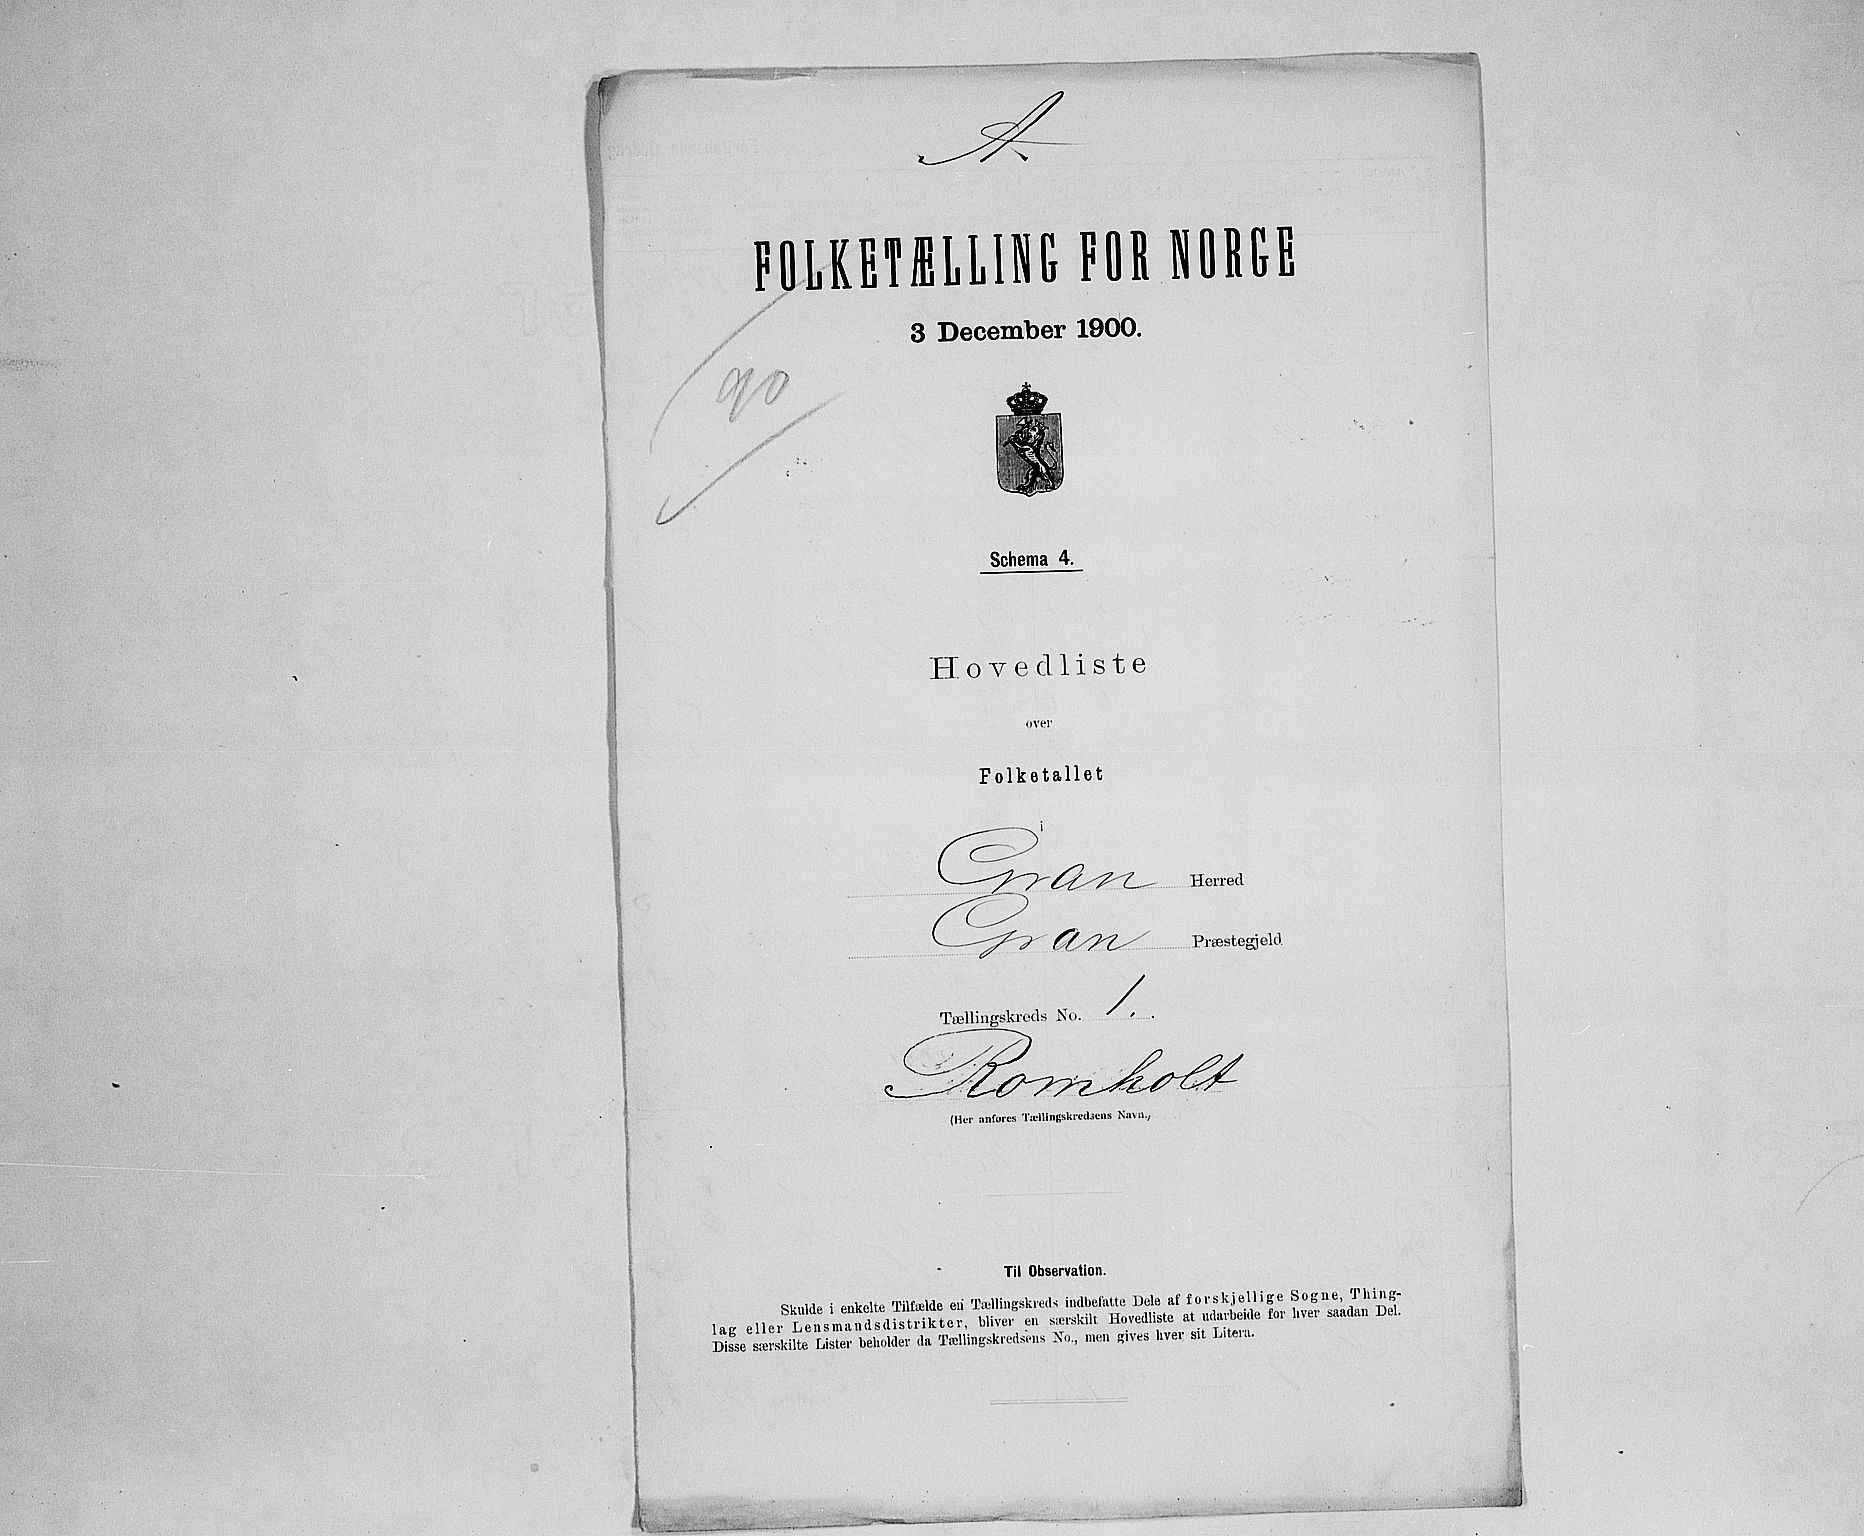 A.
FOLKETÆLLING FOR NORGE
3 December 1900.
90
Schema 4.
Hovedliste
over
Folketallet
i
Gran Herred
Gran Præstegjeld
Tællingskreds No. 1.
Romholt
(Her anføres Tællingskredsens Navn.)
Til Observation.
Skulde i enkelte Tilfælde en Tællingskreds indbefatte Dele af forskjellige Sogne, Thing-
lag eller Lensmandsdistrikter, bliver en særskilt Hovedliste at udarbeide for hver saadan Del.
Disse særskilte Lister beholder da Tællingskredsens No., men gives hver sit Litera.